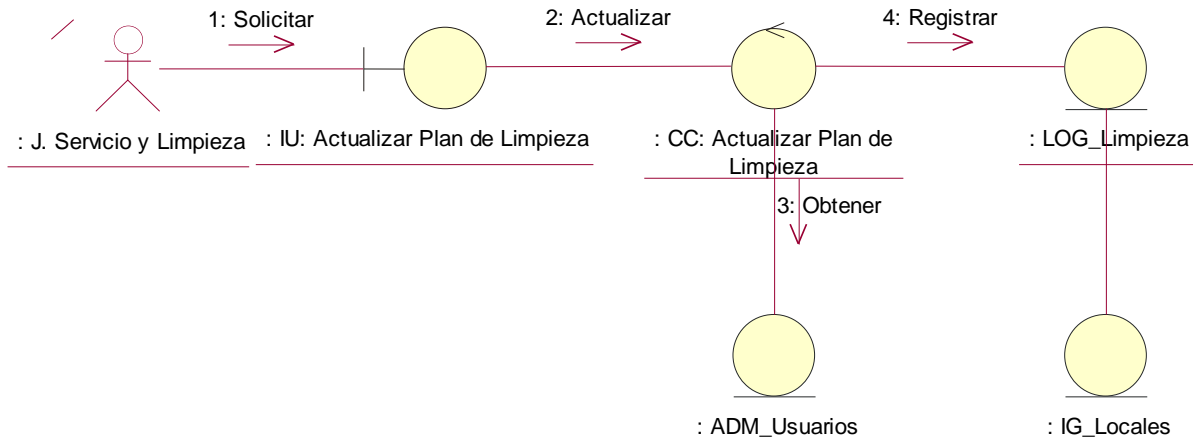 1: Solicitar
2: Actualizar
4: Registrar
: J. Servicio y Limpieza
: IU: Actualizar Plan de Limpieza
: CC: Actualizar Plan de
Limpieza
: LOG_Limpieza
3: Obtener
: ADM_Usuarios
: IG_Locales